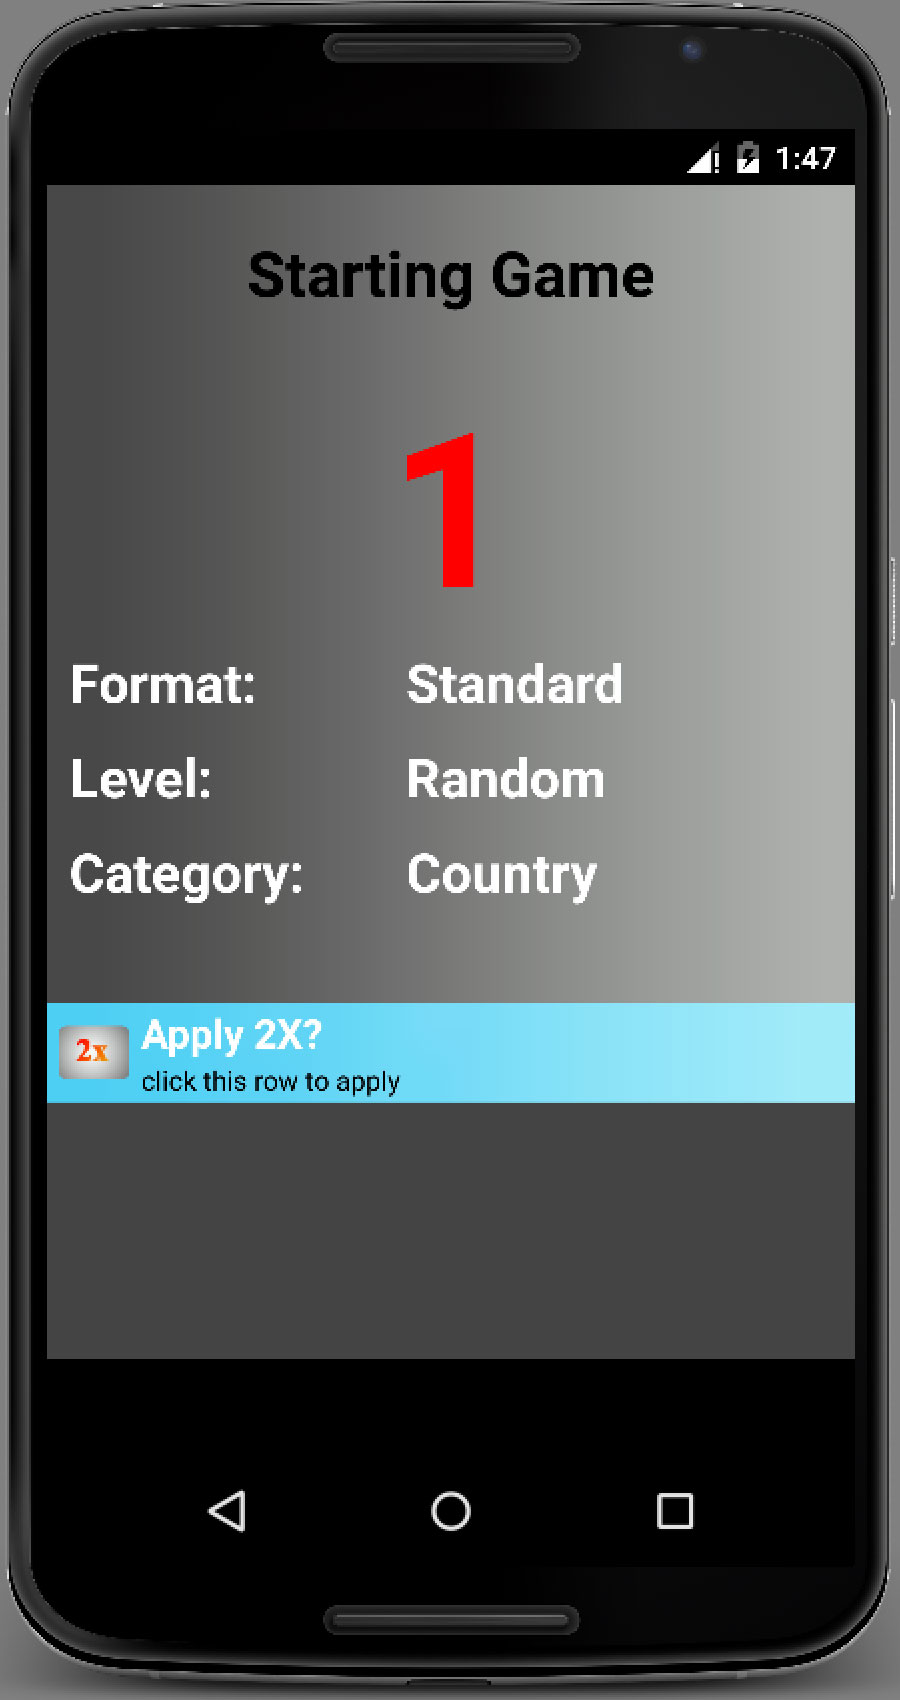 1:47
Starting Game
1
Format: Standard
Level: Random
Category: Country
2x
Apply 2X?
click this row to apply